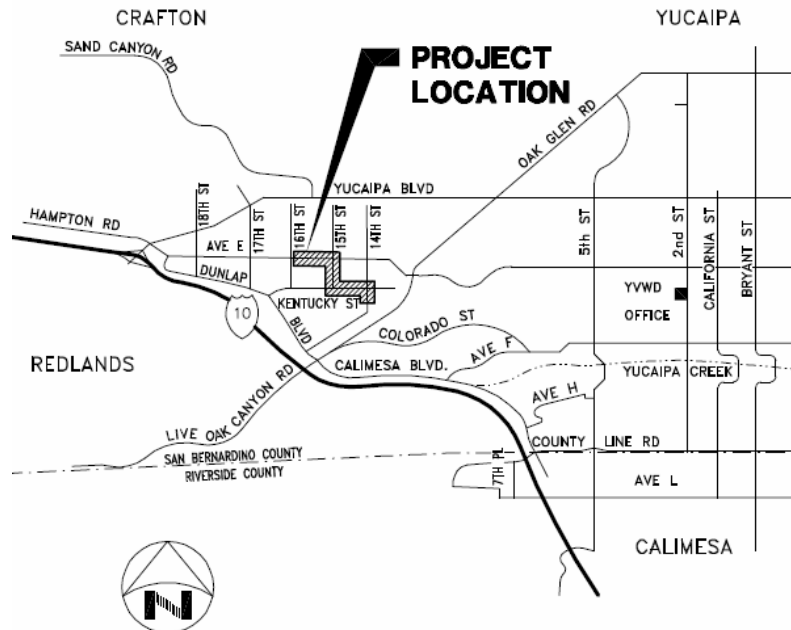 CRAFTON
YUCAIPA
SAND CANYON RD
PROJECT
LOCATION
OAK GLEN RD
YUCAIPA BLVD
HAMPTON RD
18TH ST
17TH ST
16TH ST
15TH ST
14TH ST
5th ST
2nd ST
CALIFORNIA ST
BRYANT ST
AVE E
DUNLAP
BLVD
KENTUCKY ST
YVWD
OFFICE
10
COLORADO ST
AVE F
REDLANDS
CALIMESA BLVD.
YUCAIPA CREEK
AVE H
LIVE OAK CANYON RD
COUNTY LINE RD
SAN BERNARDINO COUNTY
RIVERSIDE COUNTY
7TH PL
AVE L
CALIMESA
N